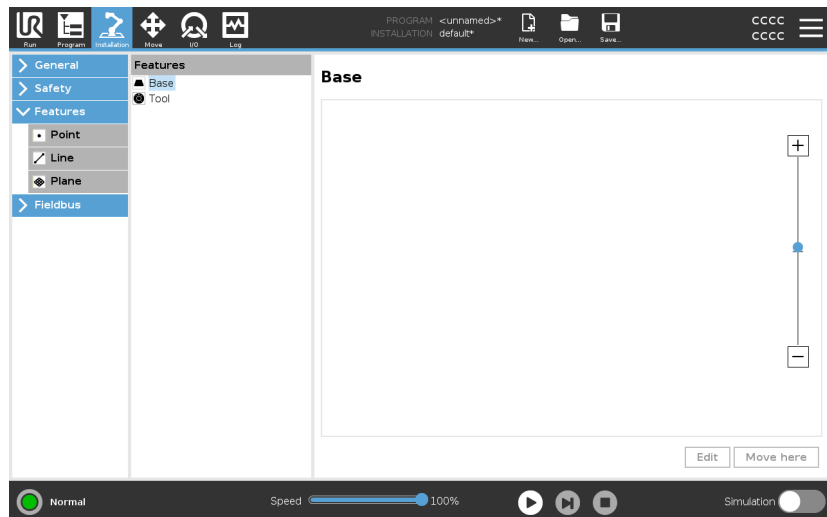 UR
Run
Program
Installation
Move
I/O
Log
PROGRAM <unnamed>*
INSTALLATION default*
New...
Open...
Save...
CCCC
CCCC
General
Safety
Features
Point
Line
Plane
Fieldbus
Features
Base
Tool
Base
Edit
Move here
Normal
Speed
100%
Simulation